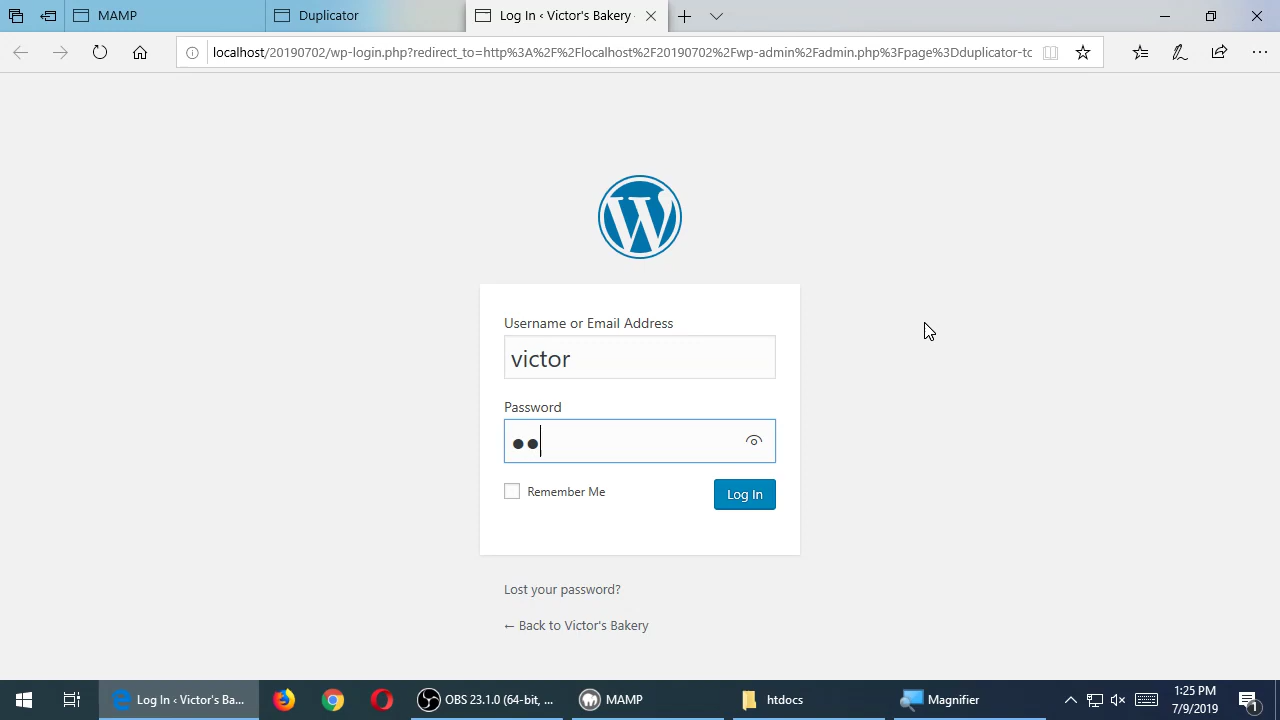 MAMP
Duplicator
Log In ‹ Victor's Bakery
localhost/20190702/wp-login.php?redirect_to=http%3A%2F%2Flocalhost%2F20190702%2Fwp-admin%2Fadmin.php%3Fpage%3Dduplicator-tc
Username or Email Address
victor
Password
Remember Me
Log In
Lost your password?
← Back to Victor's Bakery
Log In ‹ Victor's Ba...
OBS 23.1.0 (64-bit, ...
MAMP
htdocs
Magnifier
1:25 PM
7/9/2019
1